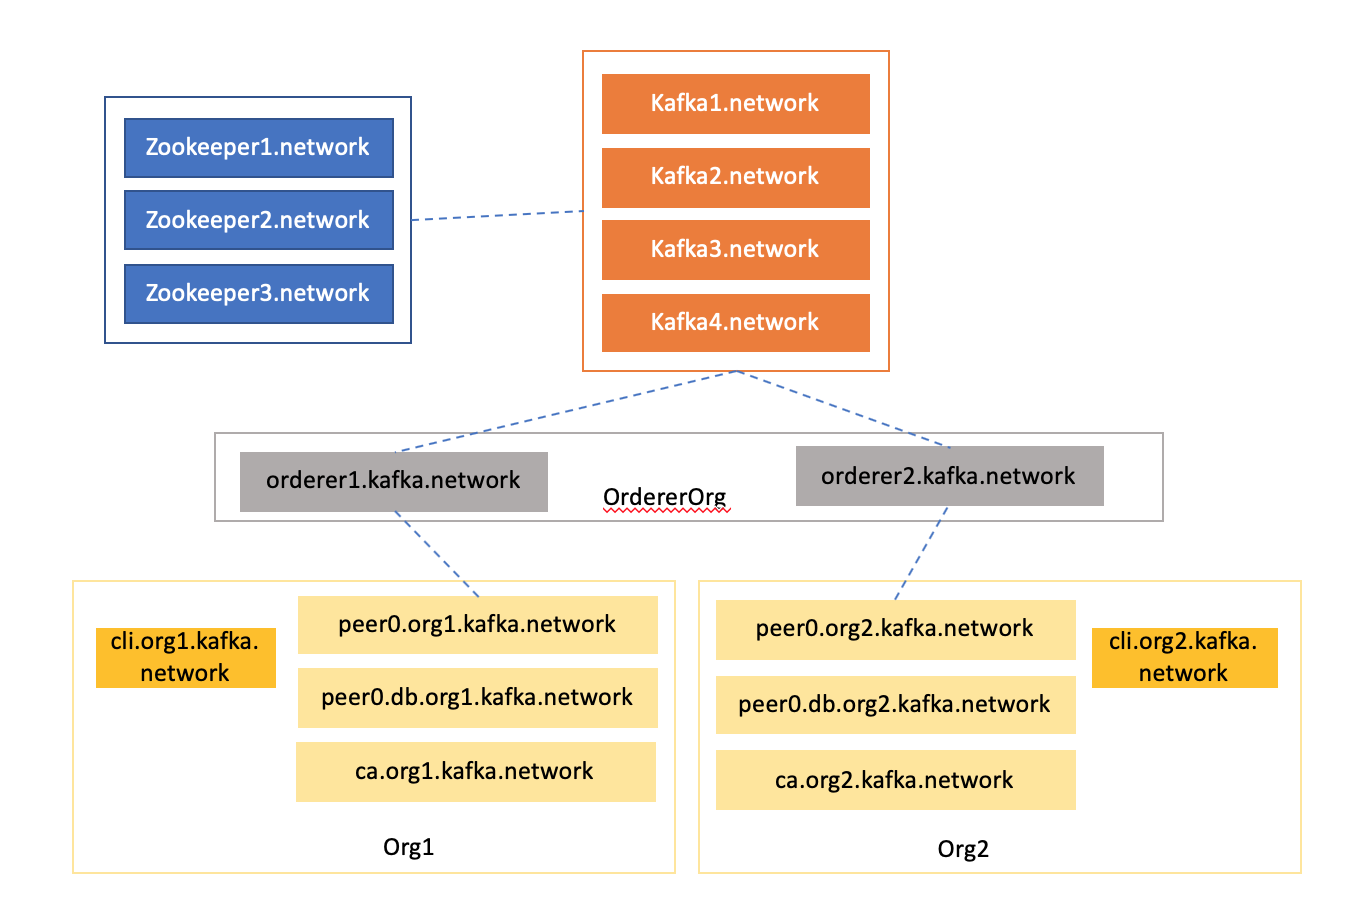 Zookeeper1.network
Zookeeper2.network
Zookeeper3.network
Kafka1.network
Kafka2.network
Kafka3.network
Kafka4.network
orderer1.kafka.network
OrdererOrg
orderer2.kafka.network
cli.org1.kafka.
network
peer0.org1.kafka.network
peer0.db.org1.kafka.network
ca.org1.kafka.network
Org1
peer0.org2.kafka.network
peer0.db.org2.kafka.network
ca.org2.kafka.network
cli.org2.kafka.
network
Org2